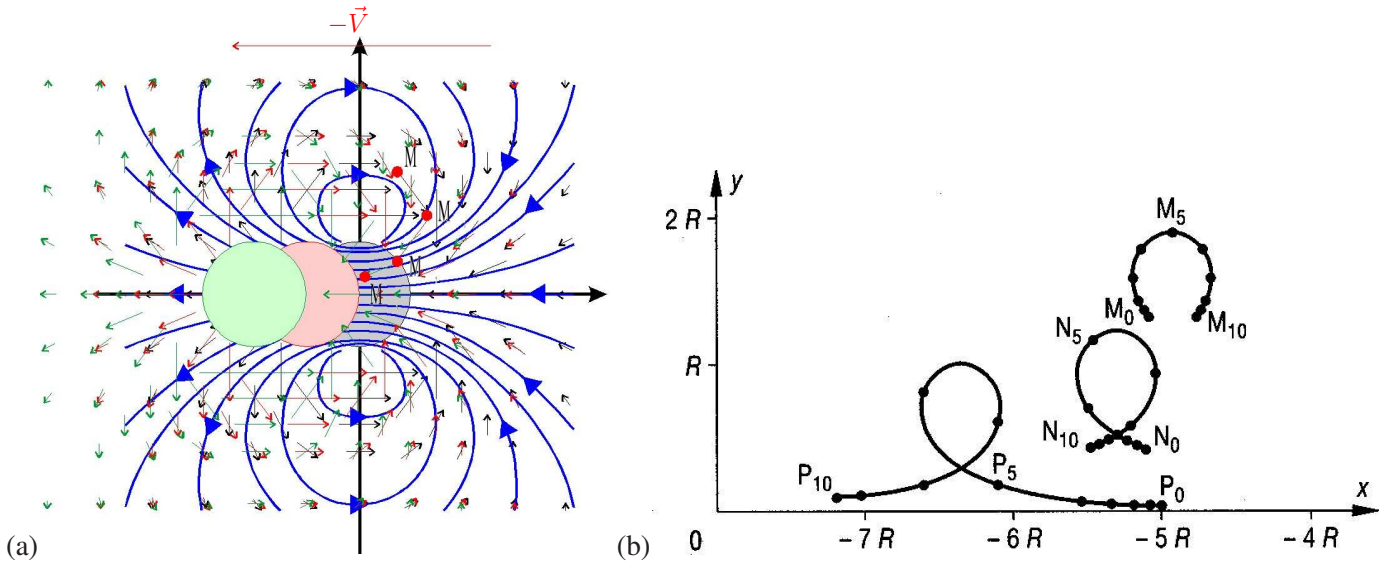 −V⃗
M
M
M
M
(a)
y
2 R
R
0
−7 R
−6 R
−5 R
−4 R
x
M₅
M₀
M₁₀
N₅
N₁₀
N₀
P₁₀
P₅
P₀
(b)